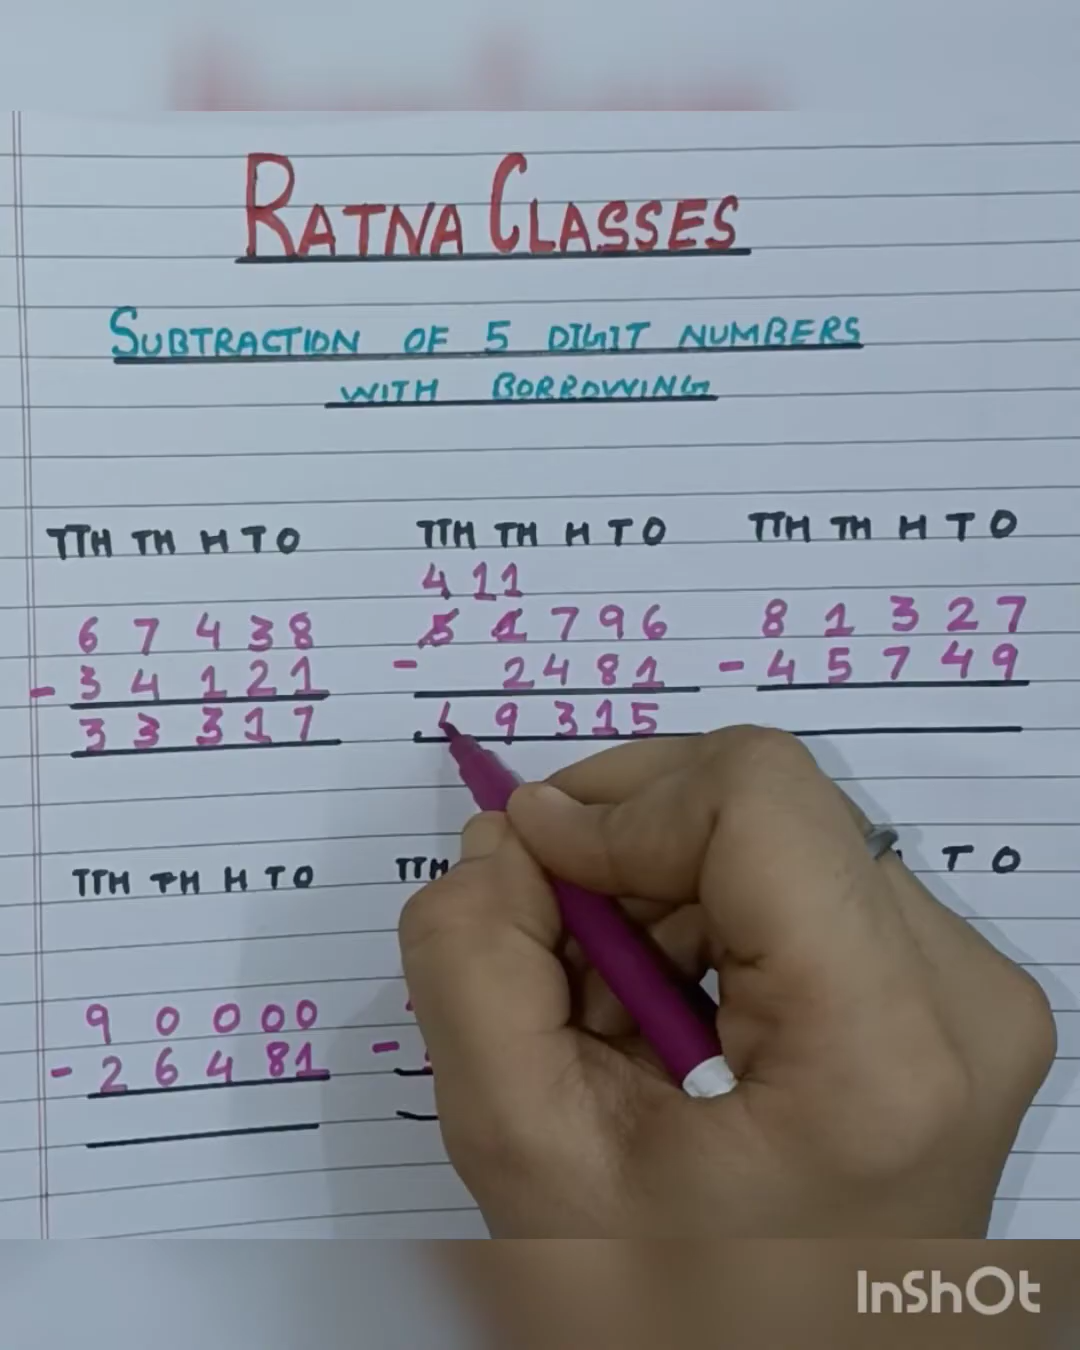 RATNA CLASSES
SUBTRACTION OF 5 DIGIT NUMBERS
WITH BORROWING
TTH TH H T O
6 7 4 3 8
- 3 4 1 2 1
3 3 3 1 7
TTH TH H T O
4 11
5 1 7 9 6
- 2 4 8 1
9 3 1 5
TTH TH H T O
8 1 3 2 7
- 4 5 7 4 9
TTH TH H T O
9 0 0 0 0
- 2 6 4 8 1
TTH
-
T O
InShOt